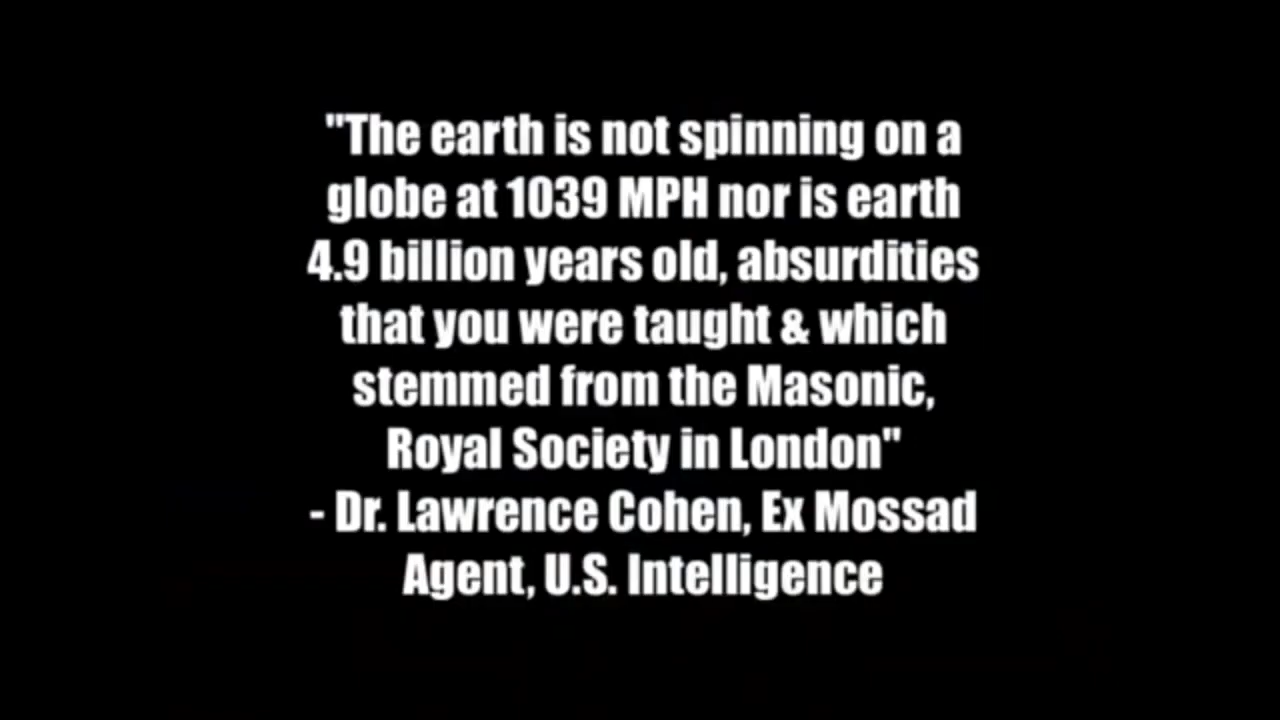 "The earth is not spinning on a
globe at 1039 MPH nor is earth
4.9 billion years old, absurdities
that you were taught & which
stemmed from the Masonic,
Royal Society in London"
- Dr. Lawrence Cohen, Ex Mossad
Agent, U.S. Intelligence